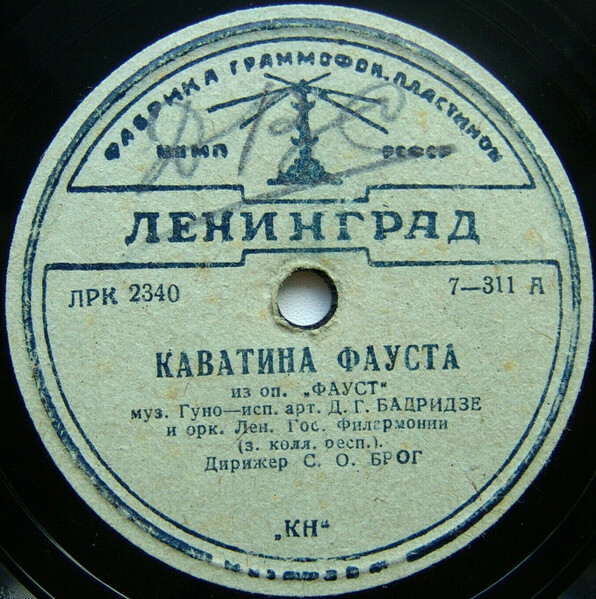 ФАБРИКА ГРАММОФОН. ПЛАСТИНОК
НКМП РСФСР
ДВС
ЛЕНИНГРАД
ЛРК 2340
7—311 А
КАВАТИНА ФАУСТА
из оп. „ФАУСТ“
муз. Гуно—исп. арт. Д. Г. БАДРИДЗЕ
и орк. Лен. Гос. Филармонии
(з. колл. респ.).
Дирижер С. О. БРОГ
„КН“